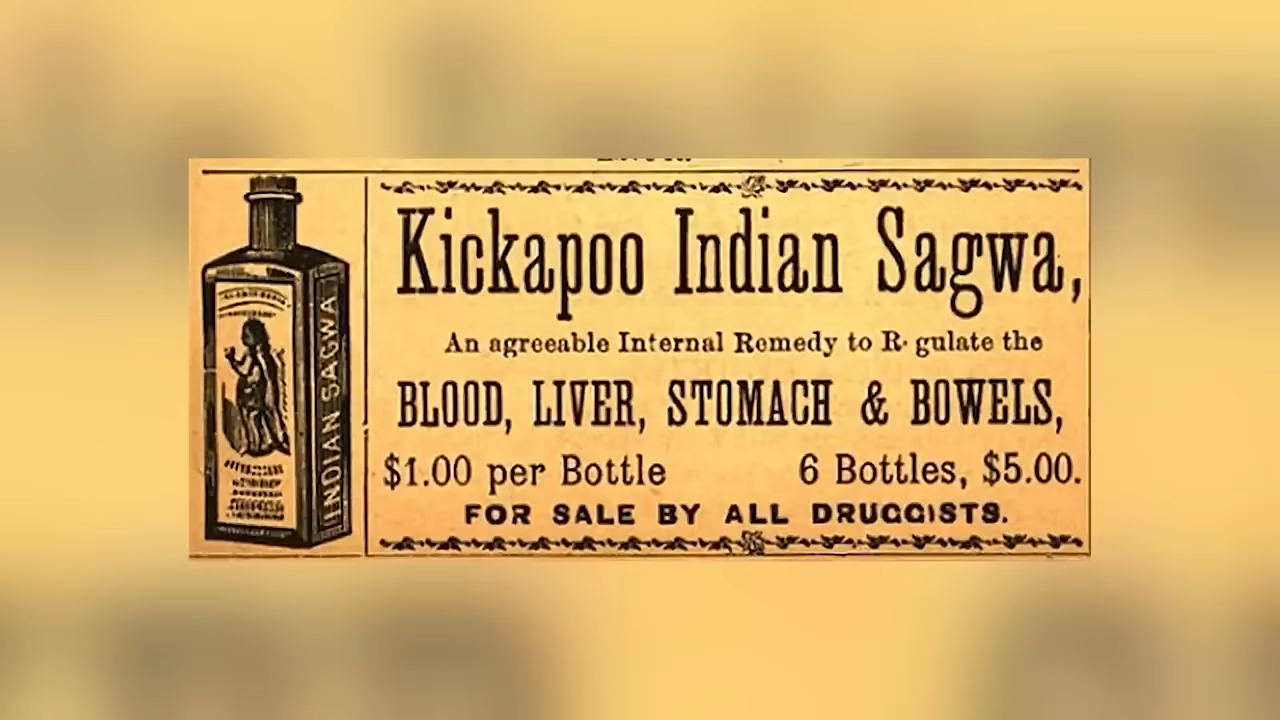 Kickapoo Indian Sagwa,
An agreeable Internal Remedy to R gulate the
BLOOD, LIVER, STOMACH & BOWELS,
$1.00 per Bottle 6 Bottles, $5.00.
FOR SALE BY ALL DRUGGISTS.
INDIAN SAGWA